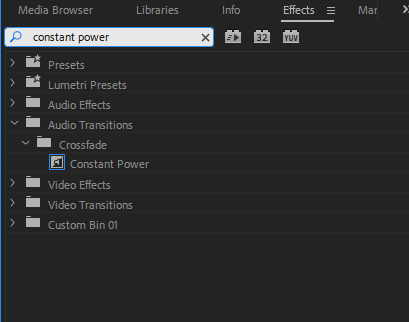 Media Browser Libraries Info Effects Mar
constant power 32 YUV
Presets
Lumetri Presets
Audio Effects
Audio Transitions
Crossfade
Constant Power
Video Effects
Video Transitions
Custom Bin 01